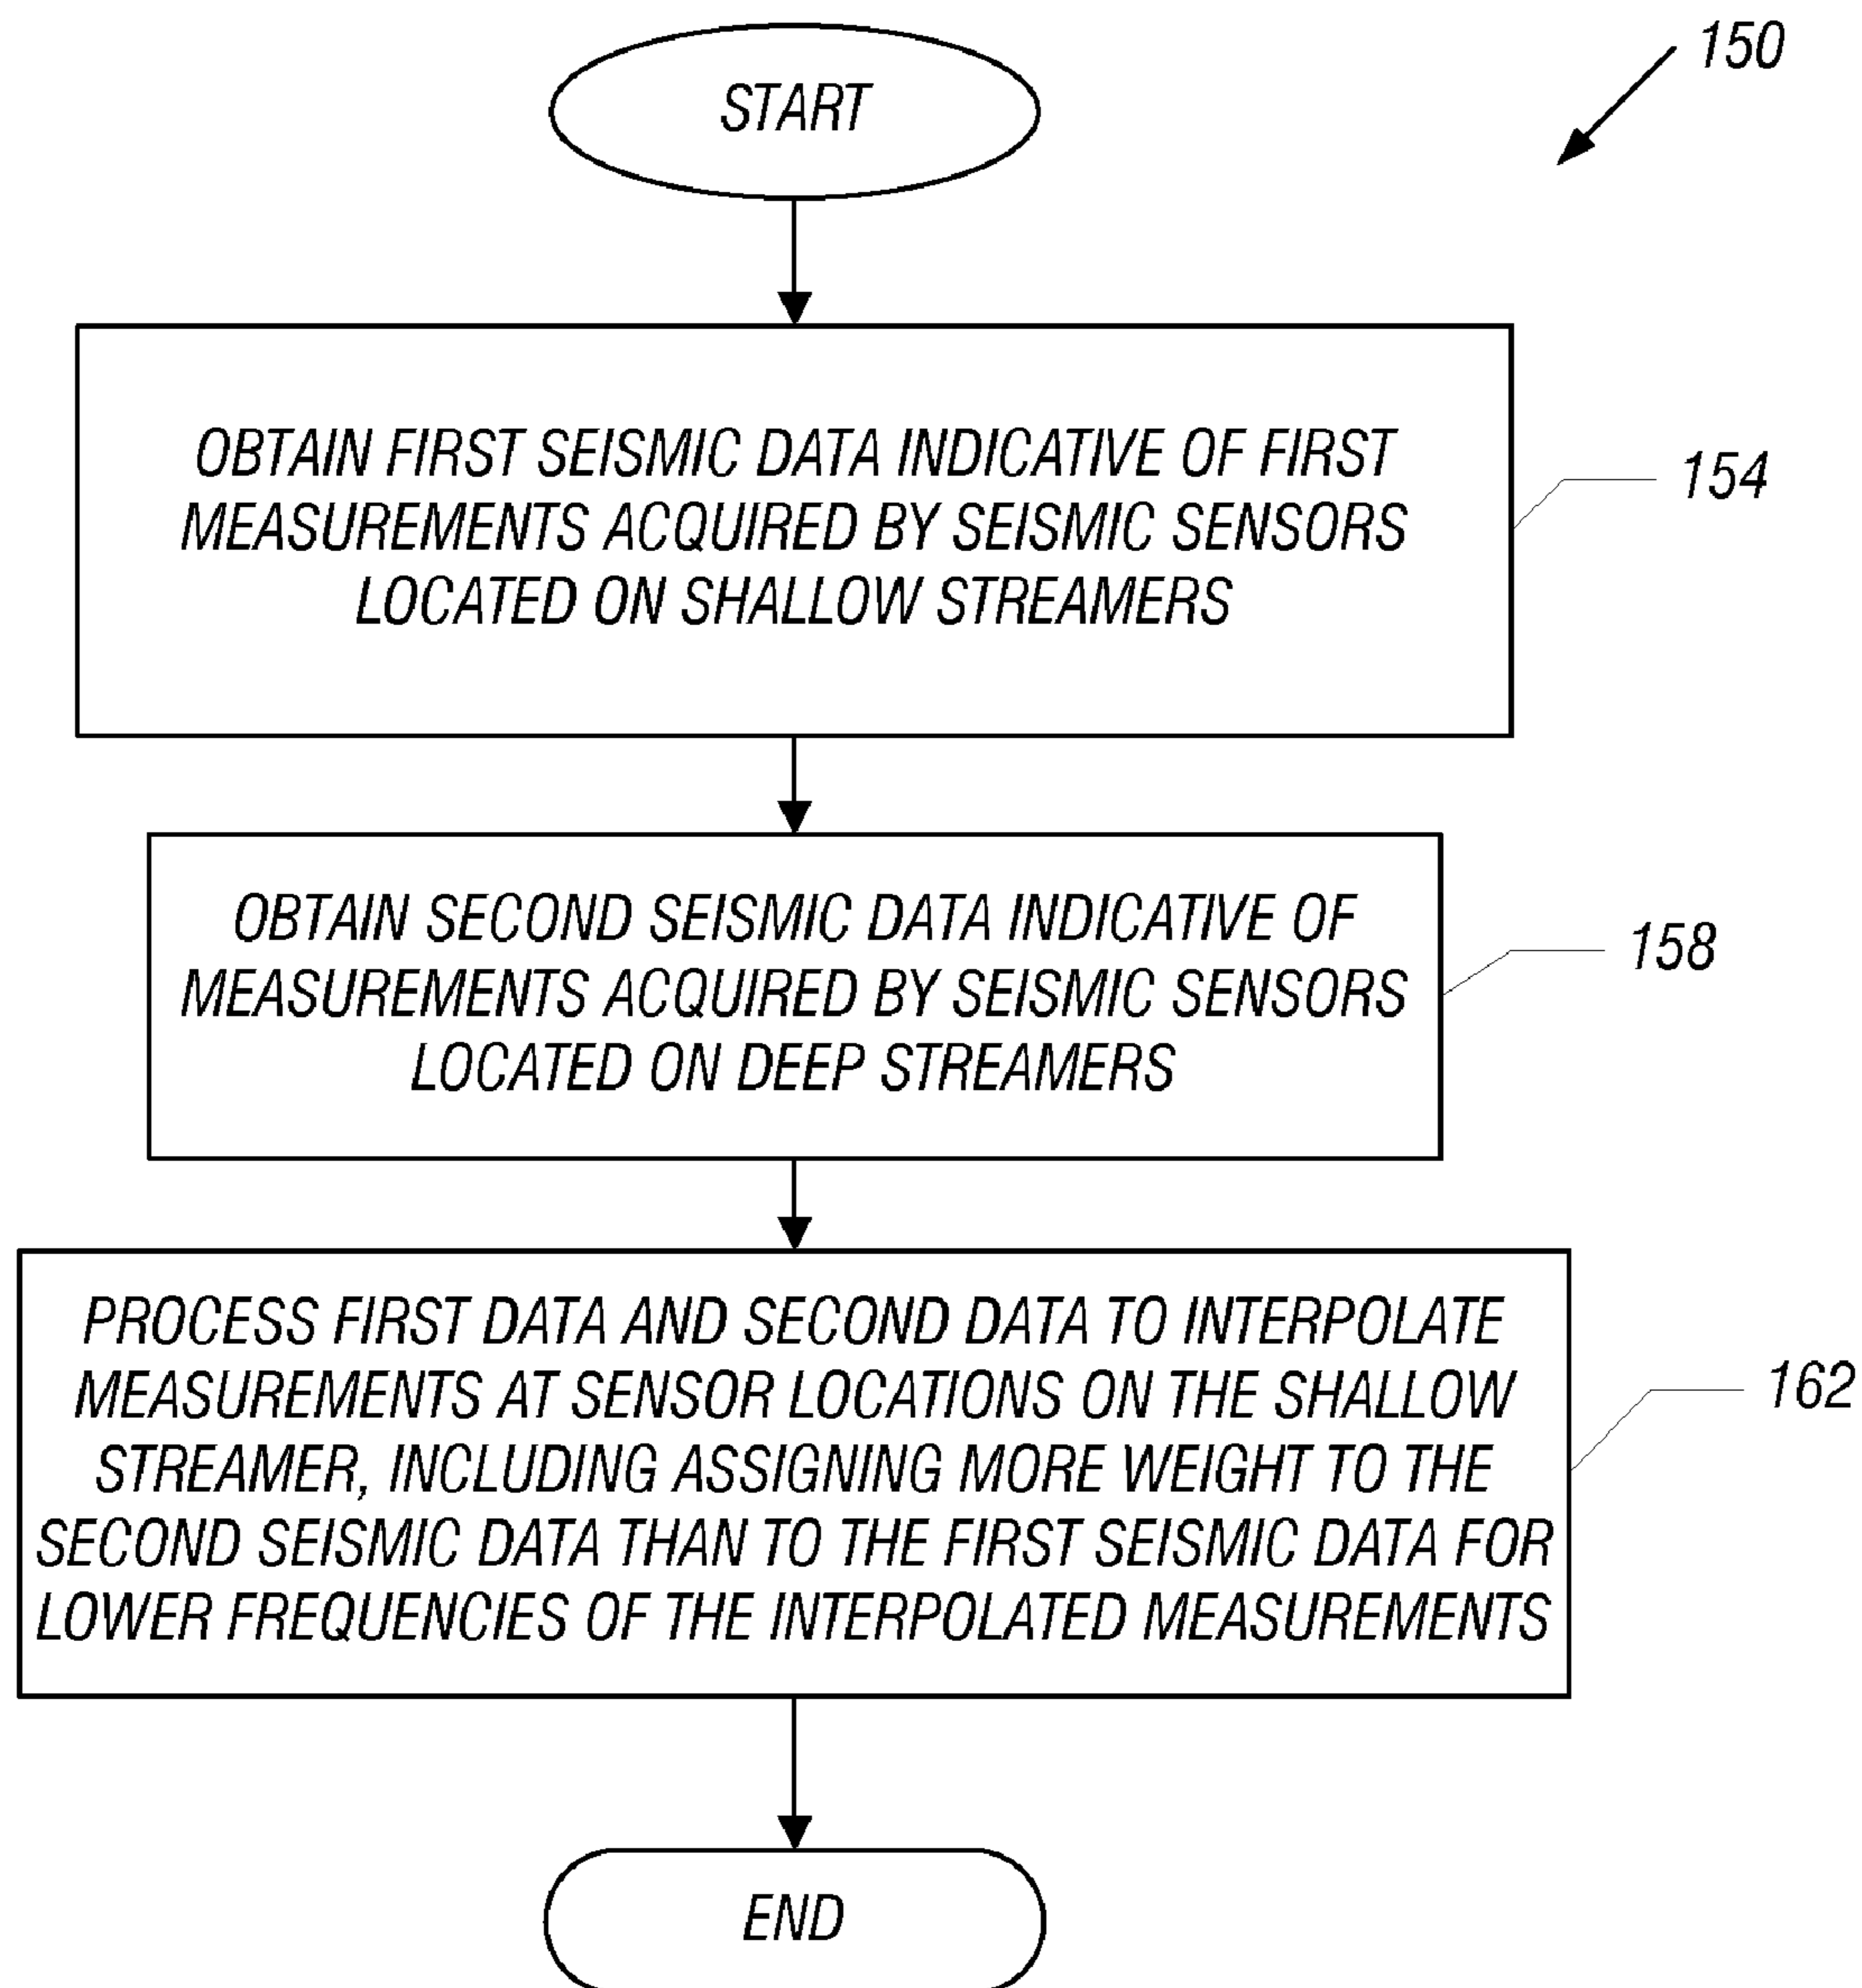 START
150
OBTAIN FIRST SEISMIC DATA INDICATIVE OF FIRST
MEASUREMENTS ACQUIRED BY SEISMIC SENSORS
LOCATED ON SHALLOW STREAMERS
154
OBTAIN SECOND SEISMIC DATA INDICATIVE OF
MEASUREMENTS ACQUIRED BY SEISMIC SENSORS
LOCATED ON DEEP STREAMERS
158
PROCESS FIRST DATA AND SECOND DATA TO INTERPOLATE
MEASUREMENTS AT SENSOR LOCATIONS ON THE SHALLOW
STREAMER, INCLUDING ASSIGNING MORE WEIGHT TO THE
SECOND SEISMIC DATA THAN TO THE FIRST SEISMIC DATA FOR
LOWER FREQUENCIES OF THE INTERPOLATED MEASUREMENTS
162
END